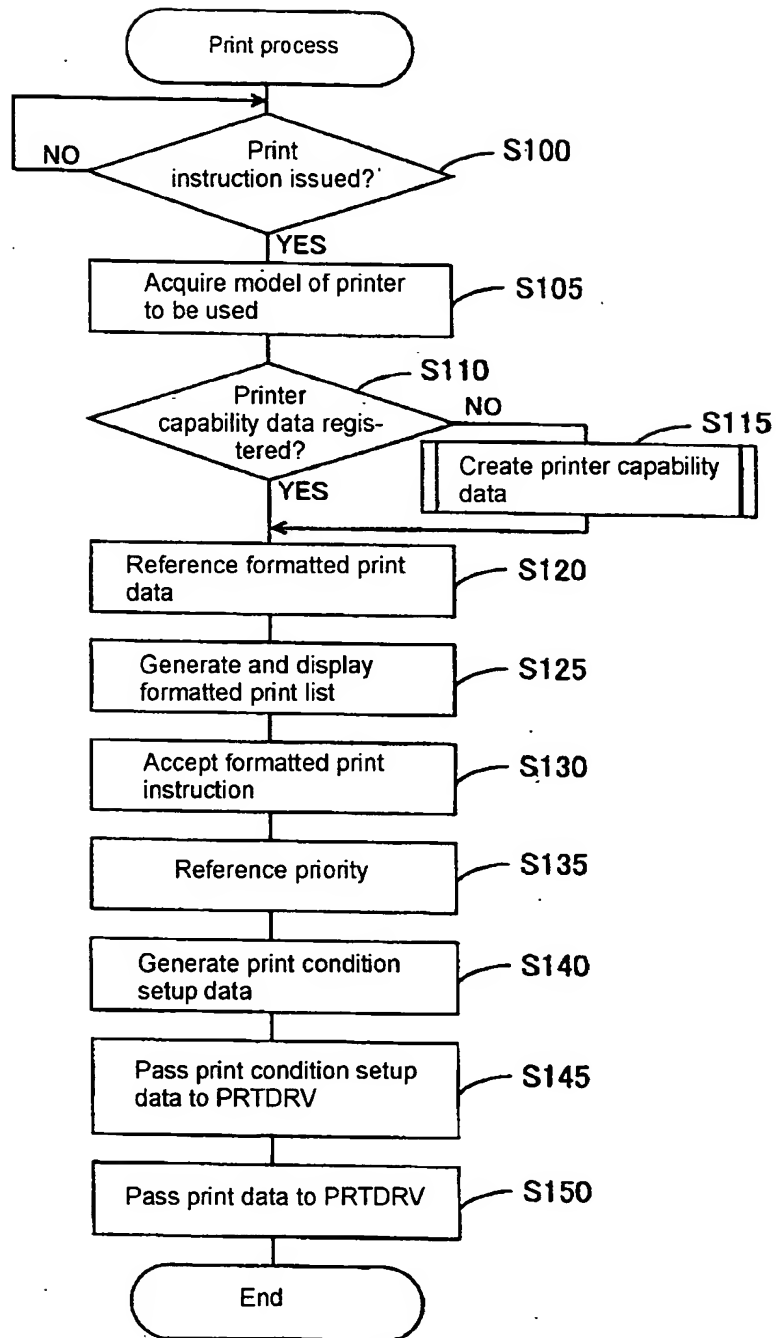 Print process
Print
instruction issued?
S100
NO
YES
Acquire model of printer
to be used
S105
S110
Printer
capability data regis-
tered?
NO
S115
Create printer capability
data
YES
Reference formatted print
data
S120
Generate and display
formatted print list
S125
Accept formatted print
instruction
S130
Reference priority
S135
Generate print condition
setup data
S140
Pass print condition setup
data to PRTDRV
S145
Pass print data to PRTDRV
S150
End